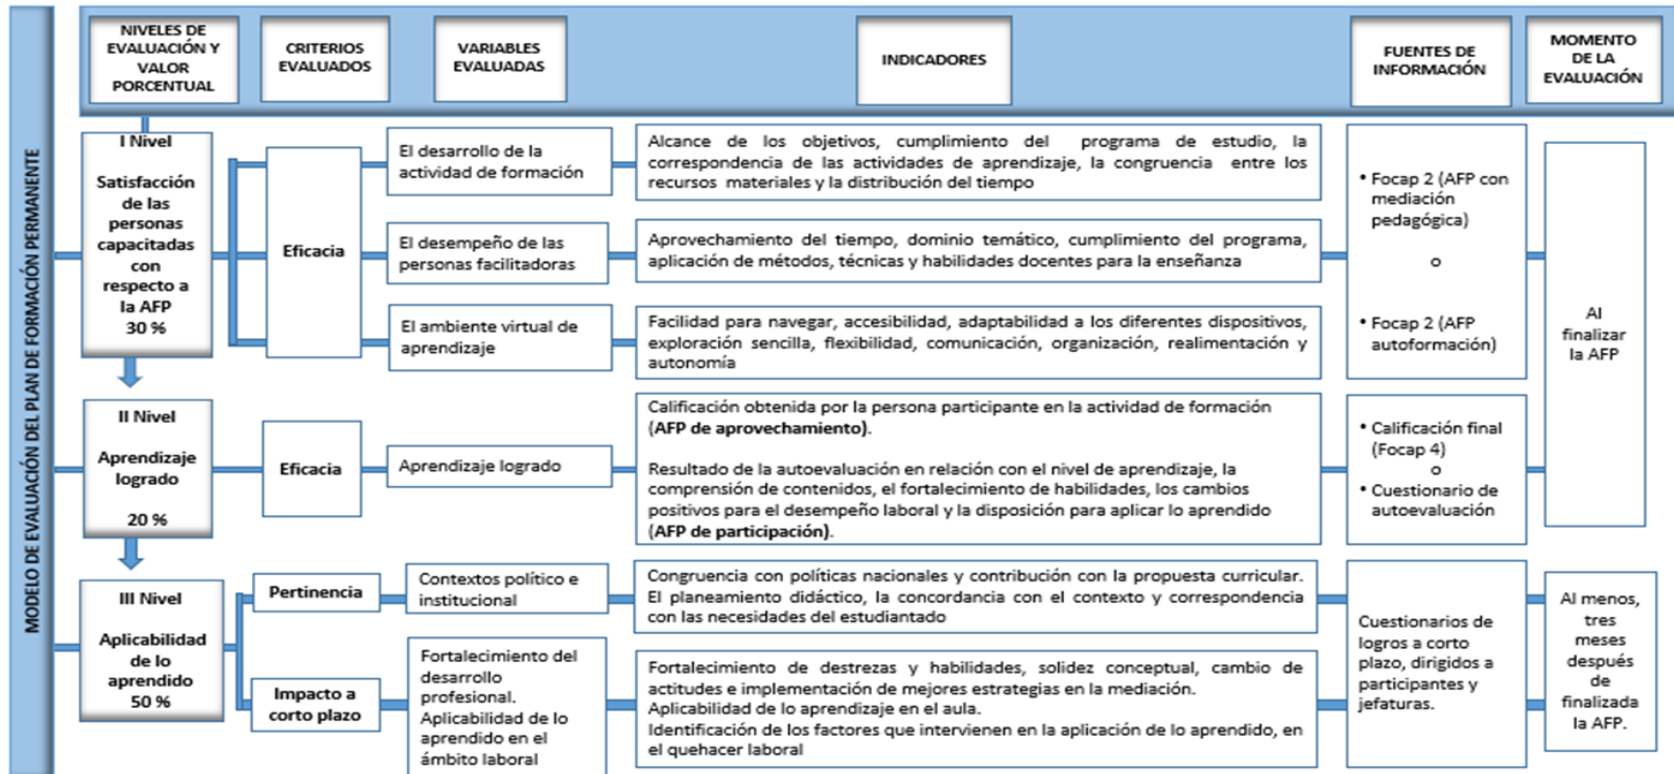 MODELO DE EVALUACIÓN DEL PLAN DE FORMACIÓN PERMANENTE
NIVELES DE
EVALUACIÓN Y
VALOR
PORCENTUAL
CRITERIOS
EVALUADOS
VARIABLES
EVALUADAS
INDICADORES
FUENTES DE
INFORMACIÓN
MOMENTO
DE LA
EVALUACIÓN
I Nivel
Satisfacción
de las
personas
capacitadas
con
respecto a
la AFP
30 %
Eficacia
El desarrollo de la
actividad de formación
Alcance de los objetivos, cumplimiento del programa de estudio, la
correspondencia de las actividades de aprendizaje, la congruencia entre los
recursos materiales y la distribución del tiempo
El desempeño de las
personas facilitadoras
Aprovechamiento del tiempo, dominio temático, cumplimiento del programa,
aplicación de métodos, técnicas y habilidades docentes para la enseñanza
El ambiente virtual de
aprendizaje
Facilidad para navegar, accesibilidad, adaptabilidad a los diferentes dispositivos,
exploración sencilla, flexibilidad, comunicación, organización, realimentación y
autonomía
• Focap 2 (AFP con
mediación
pedagógica)
o
• Focap 2 (AFP
autoformación)
Al
finalizar
la AFP
II Nivel
Aprendizaje
logrado
20 %
Eficacia
Aprendizaje logrado
Calificación obtenida por la persona participante en la actividad de formación
(AFP de aprovechamiento).
Resultado de la autoevaluación en relación con el nivel de aprendizaje, la
comprensión de contenidos, el fortalecimiento de habilidades, los cambios
positivos para el desempeño laboral y la disposición para aplicar lo aprendido
(AFP de participación).
• Calificación final
(Focap 4)
o
• Cuestionario de
autoevaluación
III Nivel
Aplicabilidad
de lo
aprendido
50 %
Pertinencia
Contextos político e
institucional
Congruencia con políticas nacionales y contribución con la propuesta curricular.
El planeamiento didáctico, la concordancia con el contexto y correspondencia
con las necesidades del estudiantado
Impacto a
corto plazo
Fortalecimiento del
desarrollo
profesional.
Aplicabilidad de lo
aprendido en el
ámbito laboral
Fortalecimiento de destrezas y habilidades, solidez conceptual, cambio de
actitudes e implementación de mejores estrategias en la mediación.
Aplicabilidad de lo aprendizaje en el aula.
Identificación de los factores que intervienen en la aplicación de lo aprendido, en
el quehacer laboral
Cuestionarios de
logros a corto
plazo, dirigidos a
participantes y
jefaturas.
Al menos,
tres
meses
después
de
finalizada
la AFP.